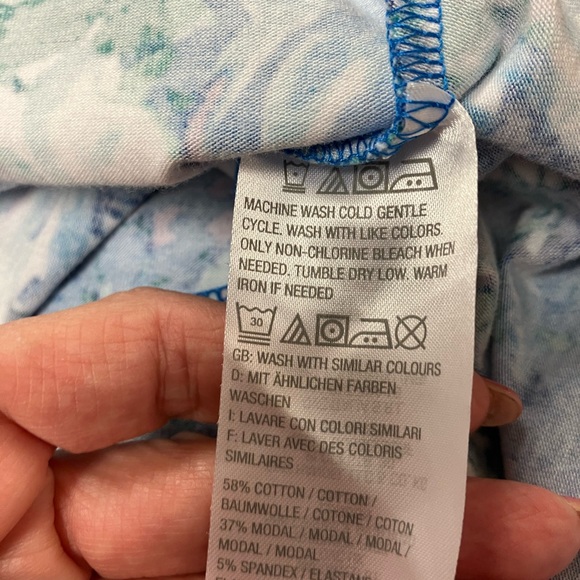 MACHINE WASH COLD GENTLE
CYCLE. WASH WITH LIKE COLORS.
ONLY NON-CHLORINE BLEACH WHEN
NEEDED. TUMBLE DRY LOW. WARM
IRON IF NEEDED
30
GB: WASH WITH SIMILAR COLOURS
D: MIT ÄHNLICHEN FARBEN
WASCHEN
I: LAVARE CON COLORI SIMILARI
F: LAVER AVEC DES COLORIS
SIMILAIRES
58% COTTON / COTTON /
BAUMWOLLE / COTONE / COTON
37% MODAL / MODAL / MODAL /
MODAL / MODAL
5% SPANDEX /